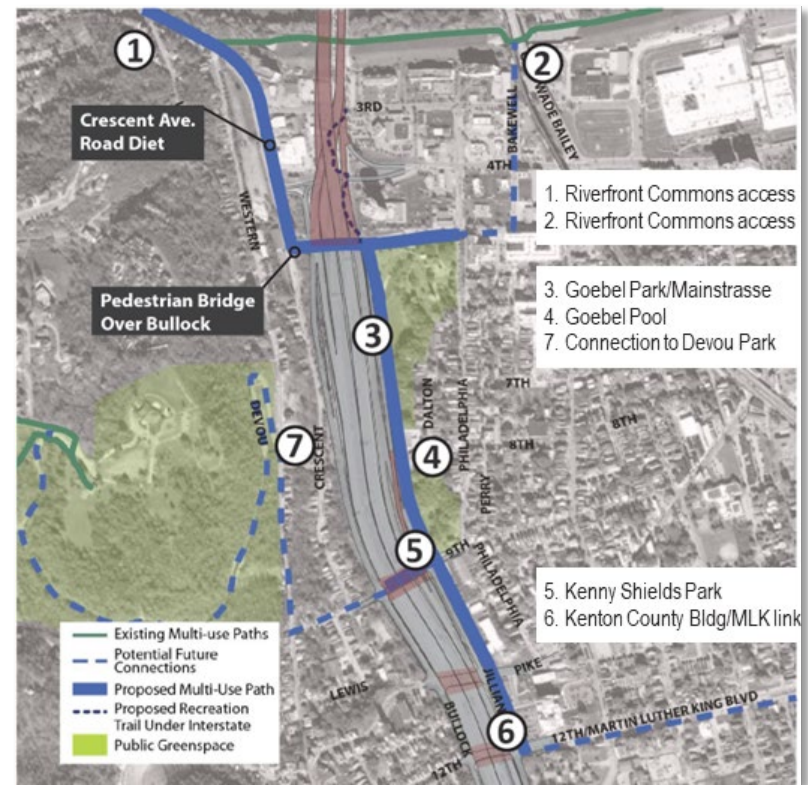 1
2
3RD
WADE BAILEY
BAKEWELL
Crescent Ave.
Road Diet
4TH
1. Riverfront Commons access
2. Riverfront Commons access
WESTERN
Pedestrian Bridge
Over Bullock
3. Goebel Park/Mainstrasse
4. Goebel Pool
7. Connection to Devou Park
3
7TH
DALTON
PHILADELPHIA
DEVOU
8TH
8TH
7
CRESCENT
4
PERRY
5
9TH
PHILADELPHIA
5. Kenny Shields Park
6. Kenton County Bldg/MLK link
Existing Multi-use Paths
Potential Future
Connections
Proposed Multi-Use Path
Proposed Recreation
Trail Under Interstate
Public Greenspace
LEWIS
PIKE
JILLIAN
BULLOCK
6
12TH/MARTIN LUTHER KING BLVD
12TH